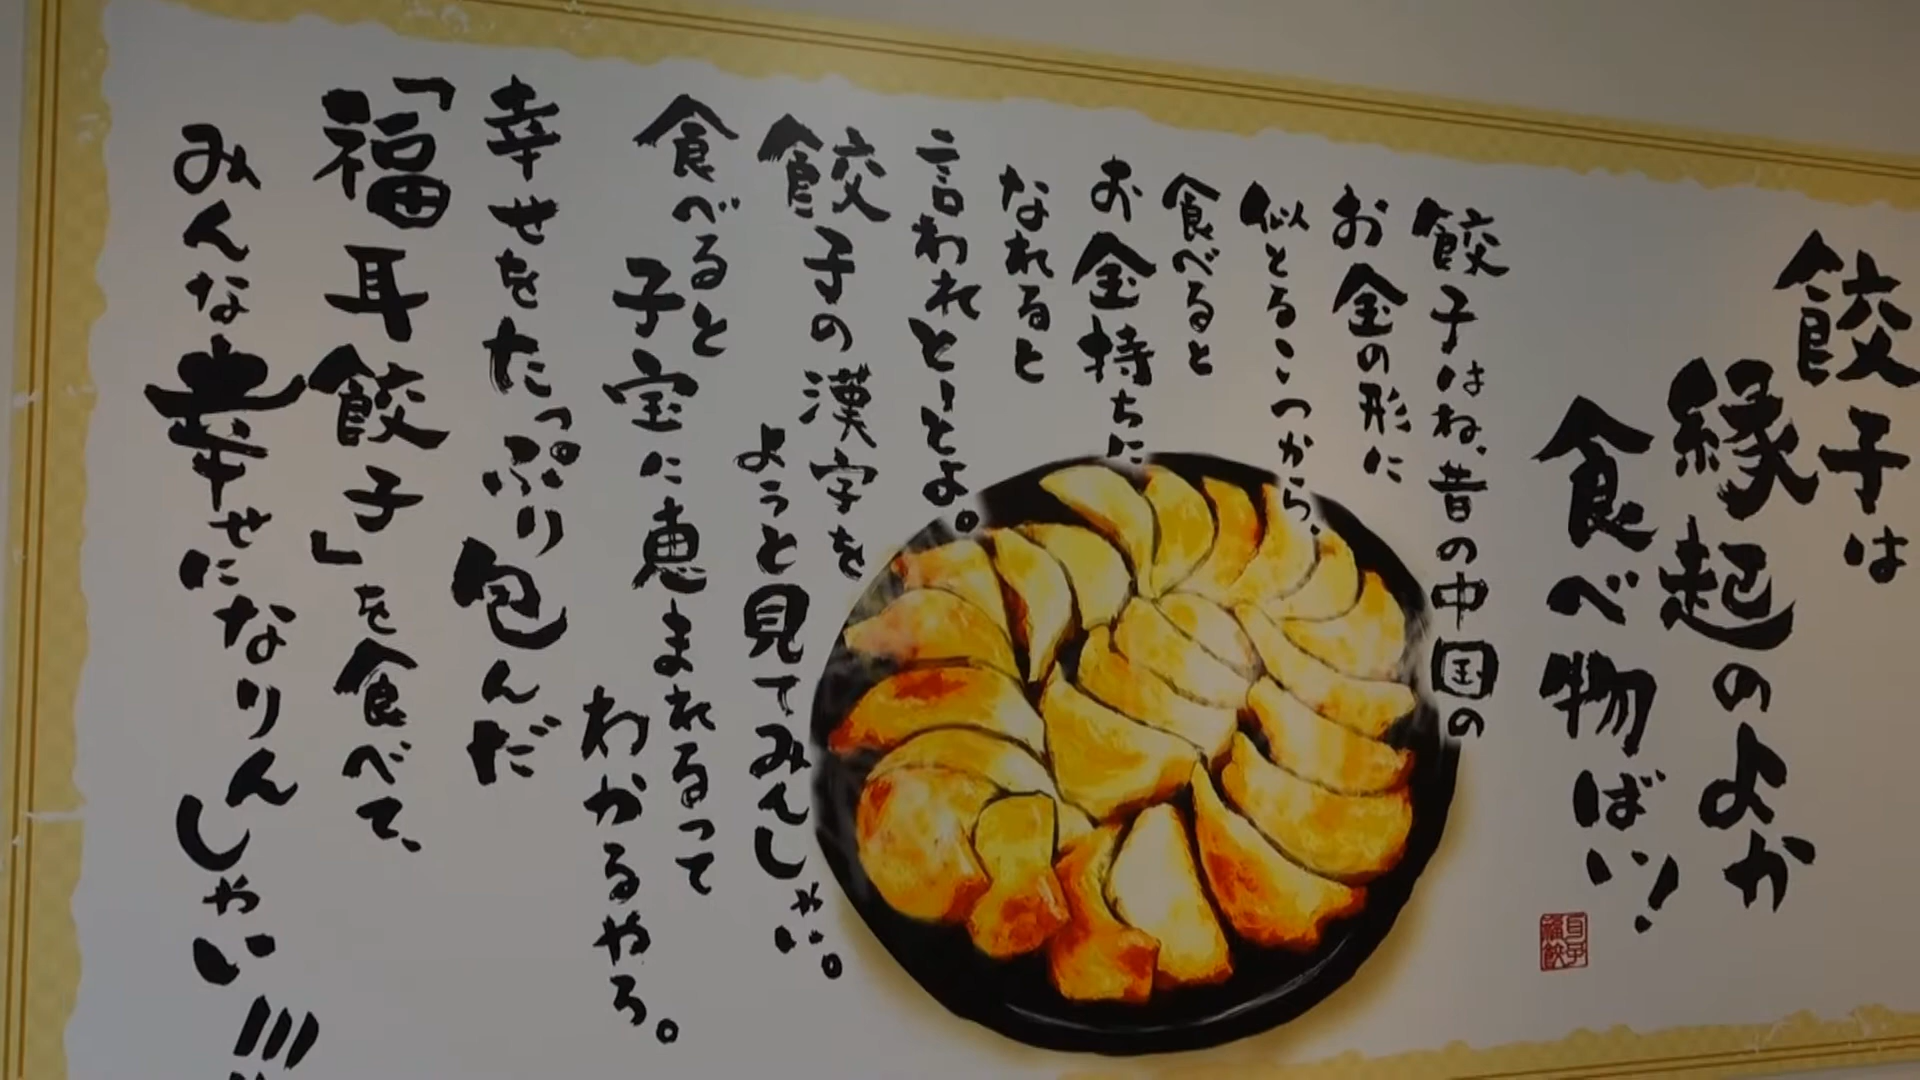 餃子は
縁起のよか
食べ物ばい!
餃子はね、昔の中国の
お金の形に
似とるこつから、
食べると
お金持ちに
なれると
言われとーとよ。
餃子の漢字を
ようと見てみんしゃい。
食べると
子宝に恵まれるって
わかるやろ。
幸せをたっぷり包んだ
「福耳餃子」を食べて、
みんな幸せになりんしゃい!!!